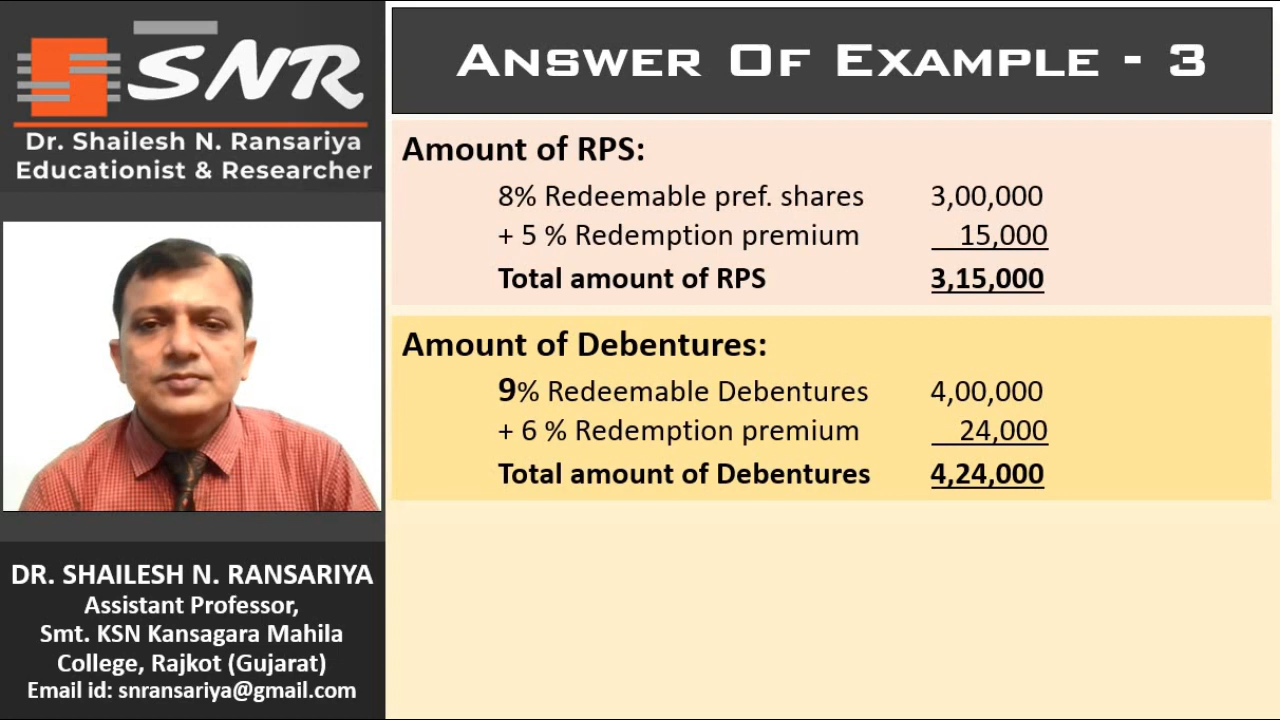 SNR
Dr. Shailesh N. Ransariya
Educationist & Researcher
DR. SHAILESH N. RANSARIYA
Assistant Professor,
Smt. KSN Kansagara Mahila
College, Rajkot (Gujarat)
Email id: snransariya@gmail.com
ANSWER OF EXAMPLE - 3
Amount of RPS:
8% Redeemable pref. shares 3,00,000
+ 5 % Redemption premium 15,000
Total amount of RPS 3,15,000
Amount of Debentures:
9% Redeemable Debentures 4,00,000
+ 6 % Redemption premium 24,000
Total amount of Debentures 4,24,000